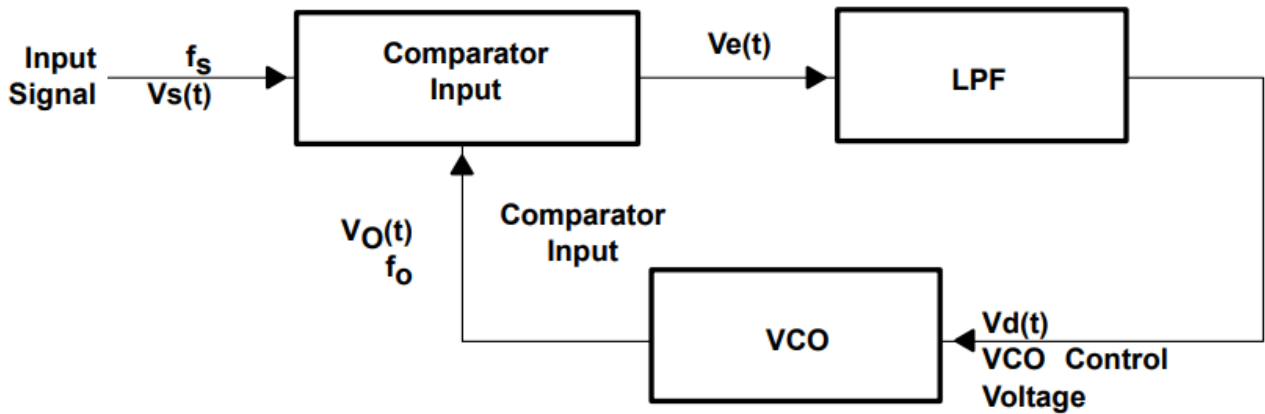 Input
Signal
fs
Vs(t)
Comparator
Input
Ve(t)
LPF
VO(t)
fo
Comparator
Input
VCO
Vd(t)
VCO Control
Voltage